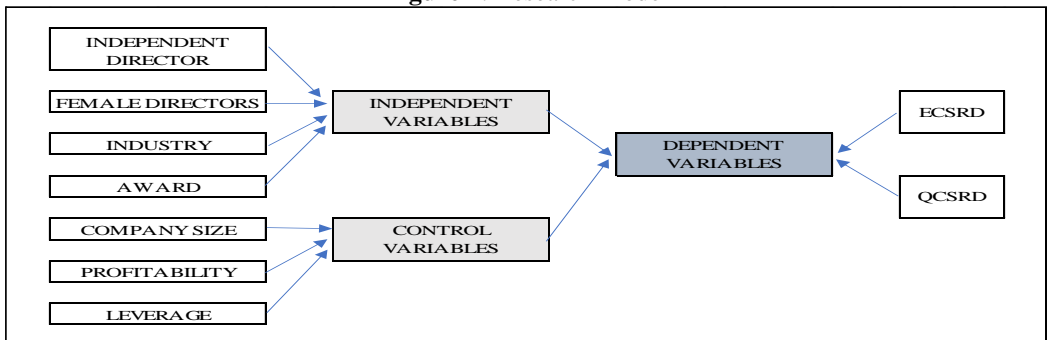 INDEPENDENT
DIRECTOR
FEMALE DIRECTORS
INDUSTRY
AWARD
COMPANY SIZE
PROFITABILITY
LEVERAGE
INDEPENDENT
VARIABLES
CONTROL
VARIABLES
DEPENDENT
VARIABLES
ECSRD
QCSRD